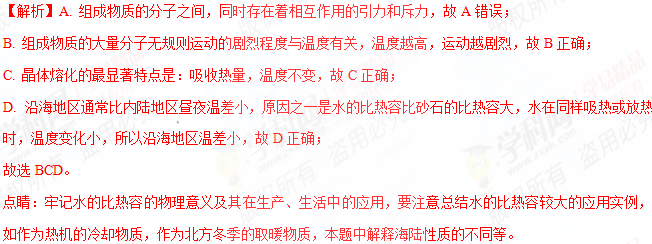 【解析】A. 组成物质的分子之间，同时存在着相互作用的引力和斥力，故 A 错误；
B. 组成物质的大量分子无规则运动的剧烈程度与温度有关，温度越高，运动越剧烈，故 B 正确；
C. 晶体熔化的最显著特点是：吸收热量，温度不变，故 C 正确；
D. 沿海地区通常比内陆地区昼夜温差小，原因之一是水的比热容比砂石的比热容大，水在同样吸热或放热
时，温度变化小，所以沿海地区温差小，故 D 正确；
故选 BCD。
点睛：牢记水的比热容的物理意义及其在生产、生活中的应用，要注意总结水的比热容较大的应用实例，
如作为热机的冷却物质，作为北方冬季的取暖物质，本题中解释海陆性质的不同等。